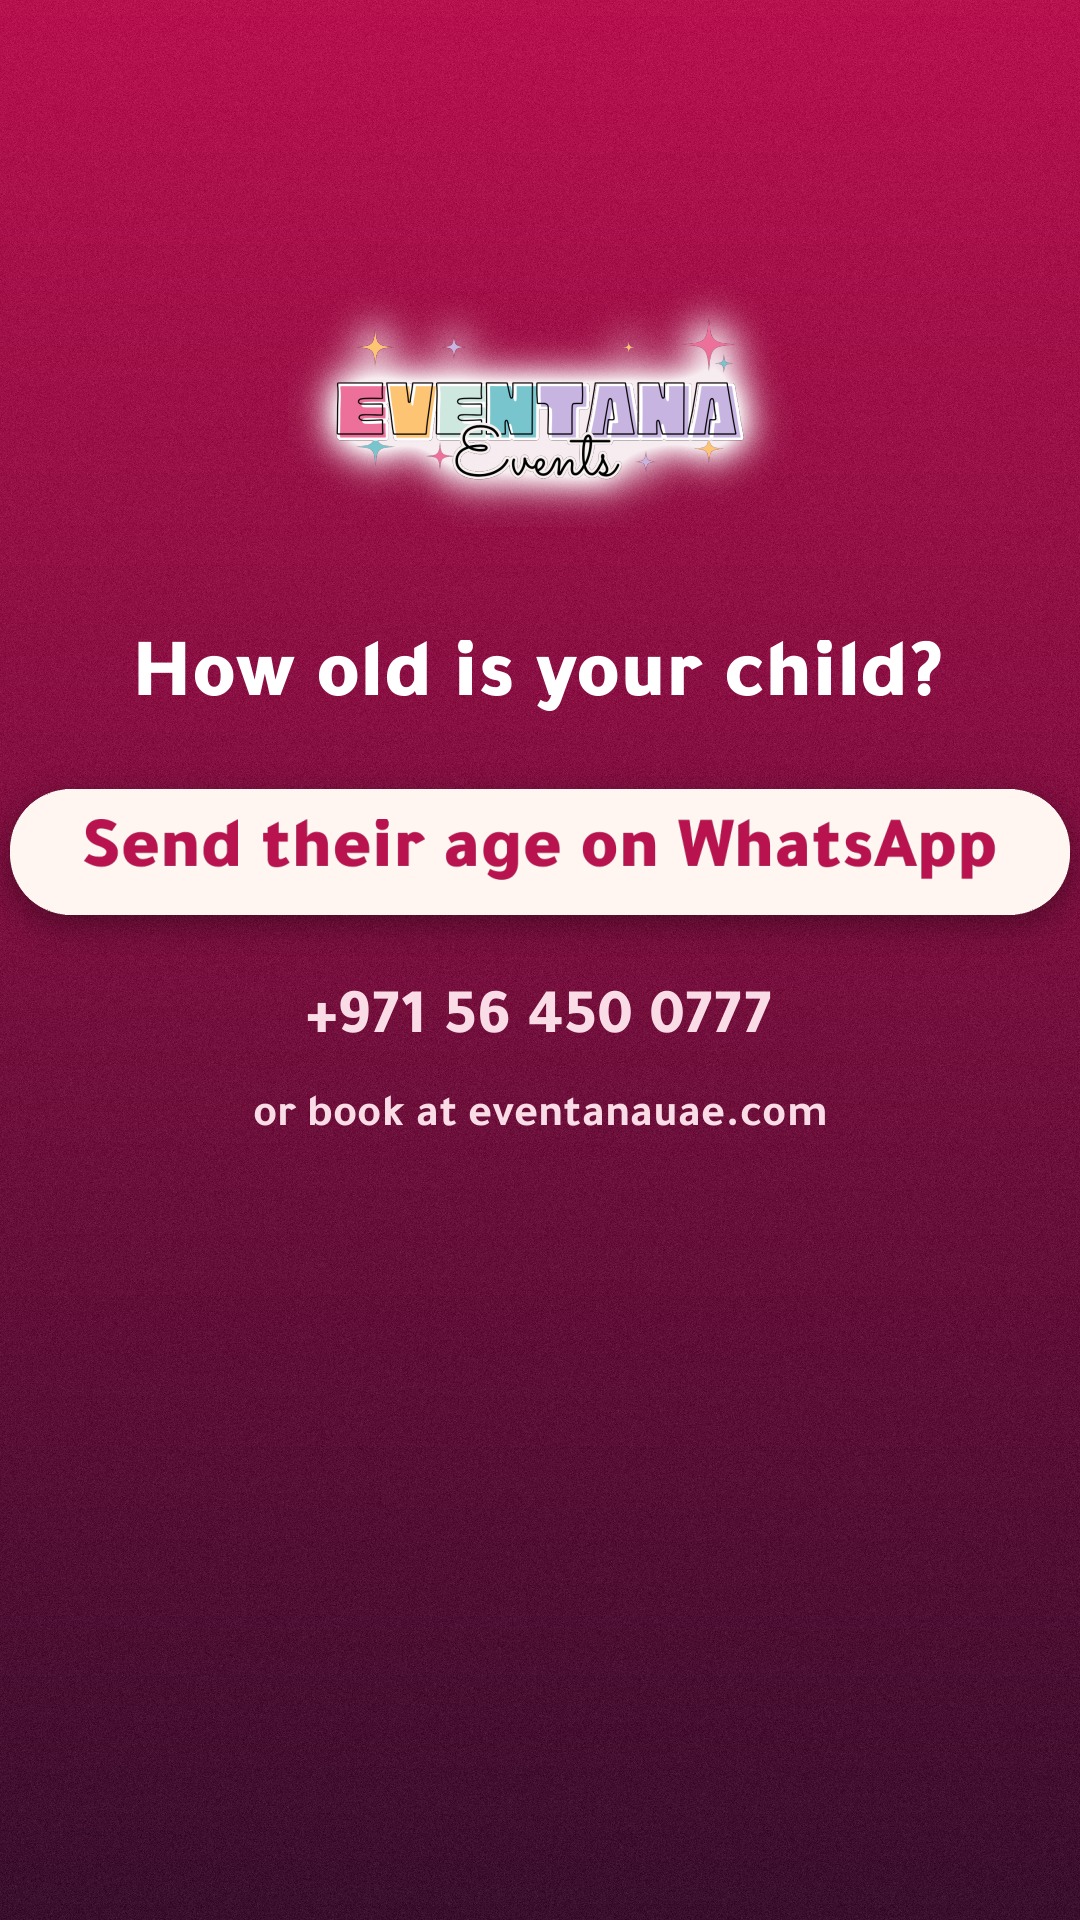 EVENTANA
Events
How old is your child?
Send their age on WhatsApp
+971 56 450 0777
or book at eventanauae.com